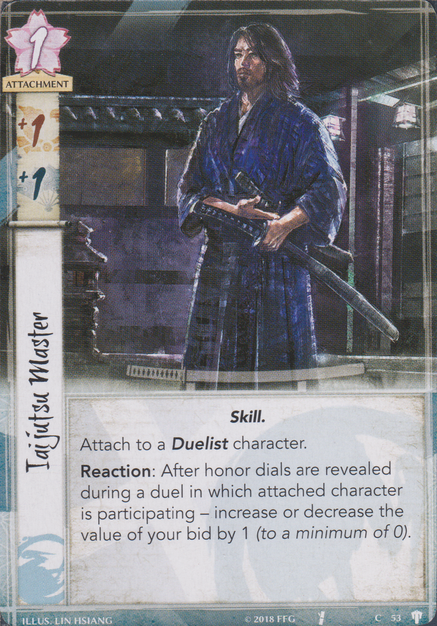 1
ATTACHMENT
+1
+1
Iaijutsu Master
Skill.
Attach to a Duelist character.
Reaction: After honor dials are revealed
during a duel in which attached character
is participating – increase or decrease the
value of your bid by 1 (to a minimum of 0).
ILLUS. LIN HSIANG
© 2018 FFG
C 53